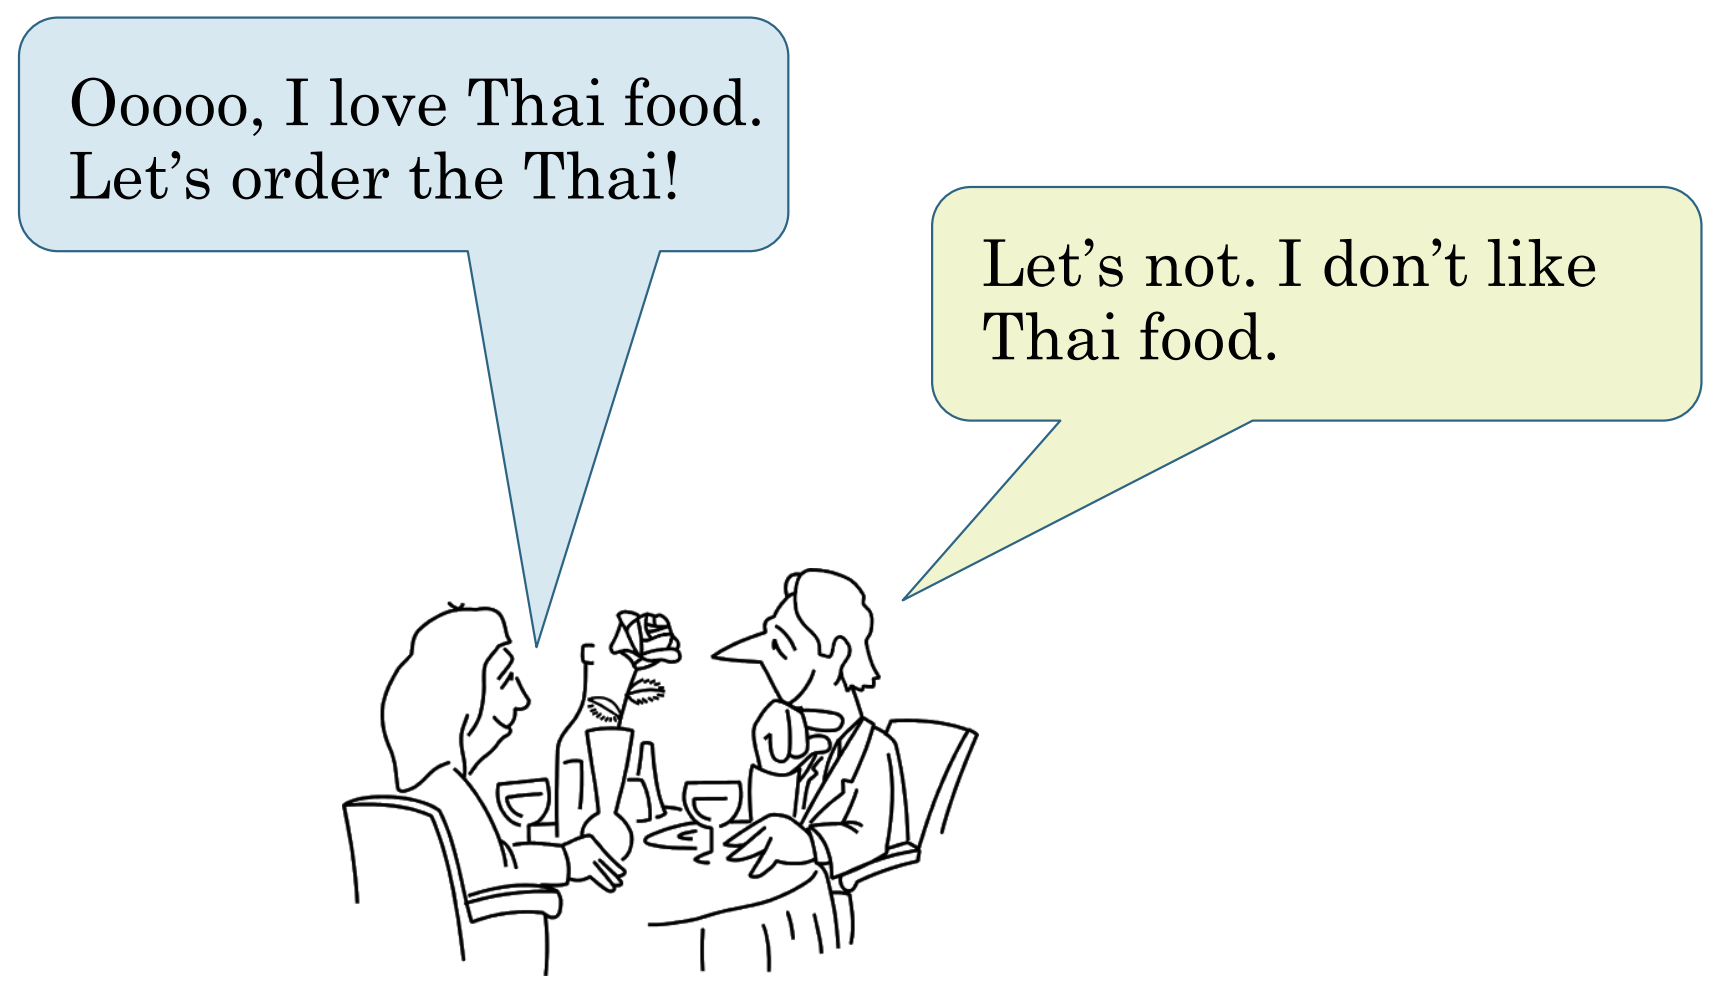 Ooooo, I love Thai food.
Let’s order the Thai!
Let’s not. I don’t like
Thai food.